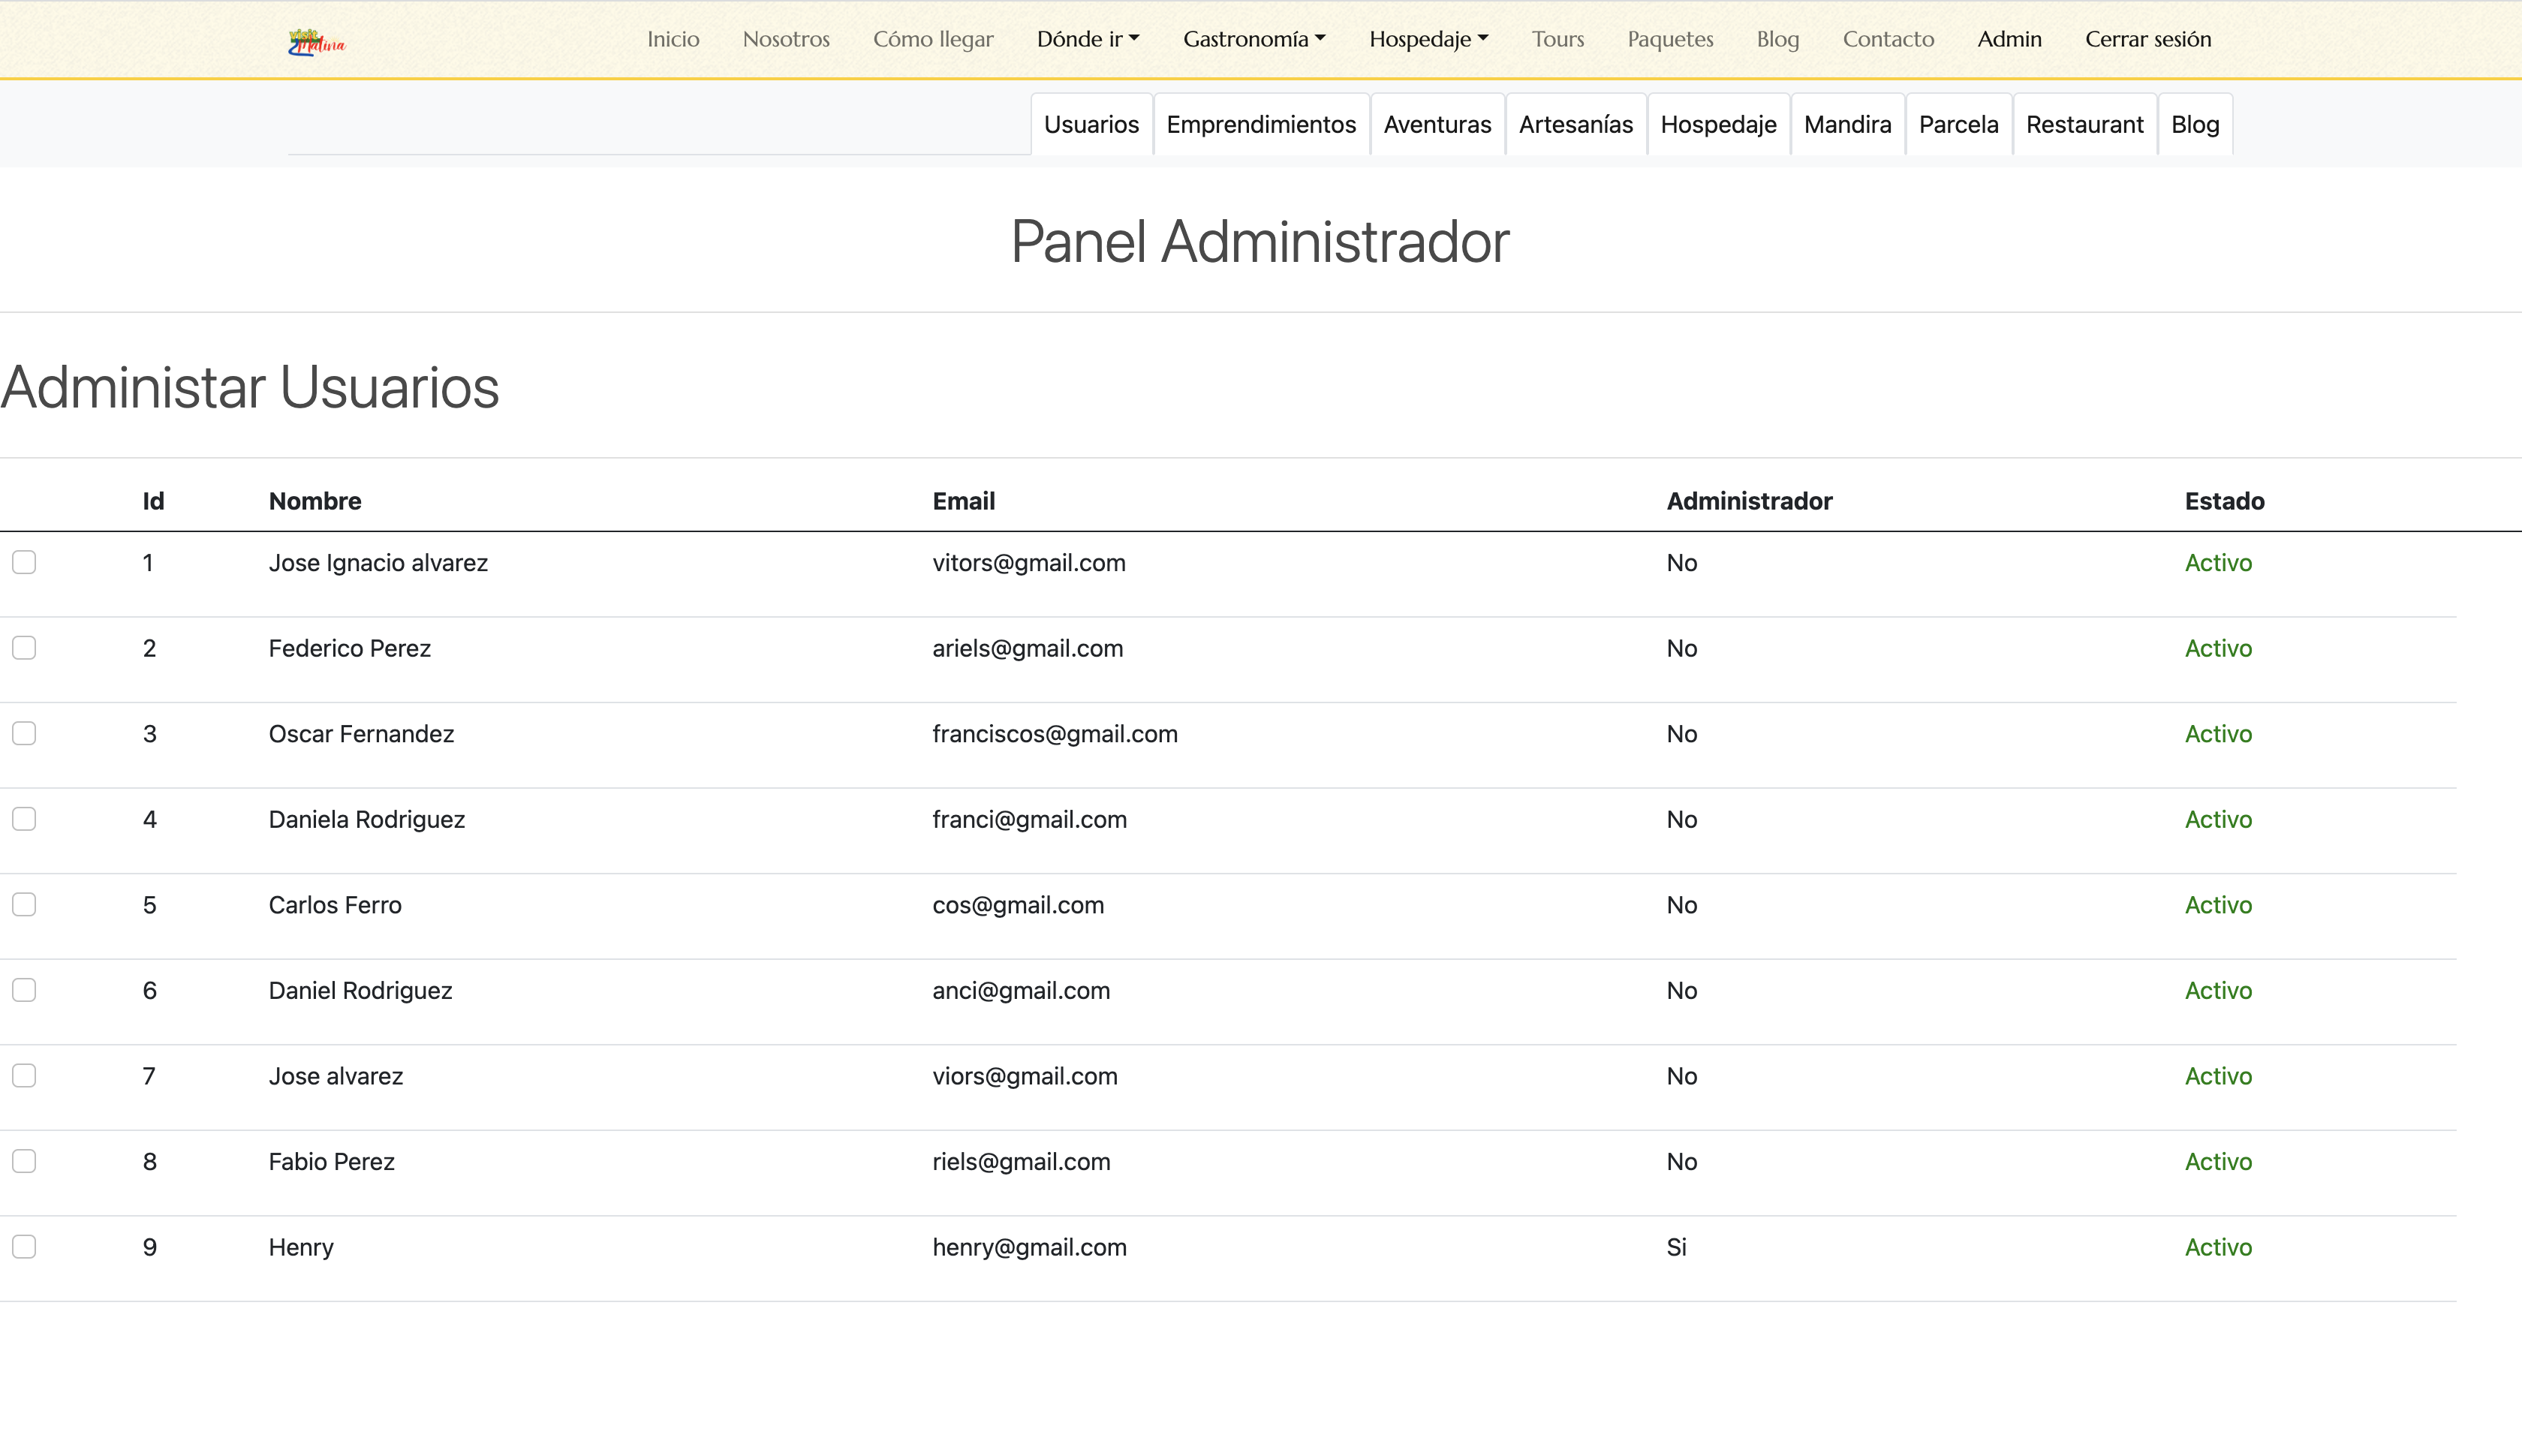 visit
Matina
Inicio Nosotros Cómo llegar Dónde ir Gastronomía Hospedaje Tours Paquetes Blog Contacto Admin Cerrar sesión
Usuarios Emprendimientos Aventuras Artesanías Hospedaje Mandira Parcela Restaurant Blog
Panel Administrador
Administar Usuarios
Id Nombre Email Administrador Estado
1 Jose Ignacio alvarez vitors@gmail.com No Activo
2 Federico Perez ariels@gmail.com No Activo
3 Oscar Fernandez franciscos@gmail.com No Activo
4 Daniela Rodriguez franci@gmail.com No Activo
5 Carlos Ferro cos@gmail.com No Activo
6 Daniel Rodriguez anci@gmail.com No Activo
7 Jose alvarez viors@gmail.com No Activo
8 Fabio Perez riels@gmail.com No Activo
9 Henry henry@gmail.com Si Activo